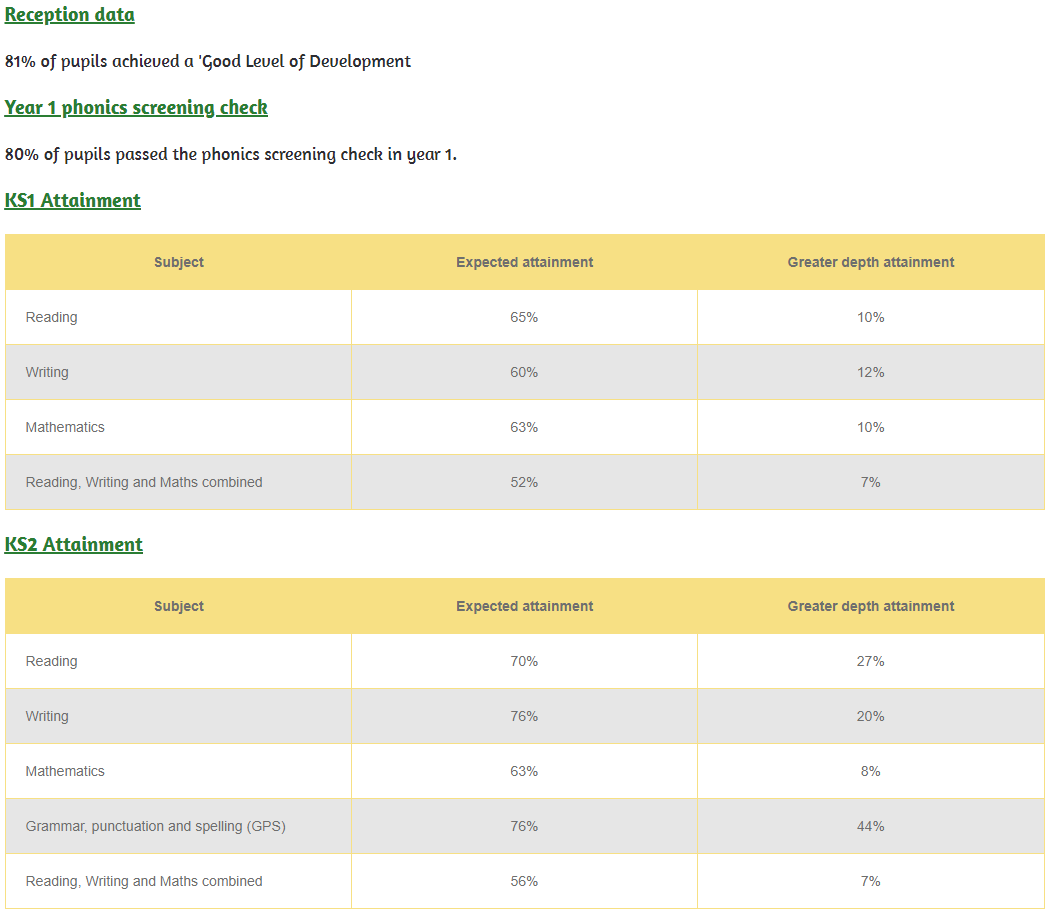 Reception data
81% of pupils achieved a 'Good Level of Development
Year 1 phonics screening check
80% of pupils passed the phonics screening check in year 1.
KS1 Attainment
Subject Expected attainment Greater depth attainment
Reading 65% 10%
Writing 60% 12%
Mathematics 63% 10%
Reading, Writing and Maths combined 52% 7%
KS2 Attainment
Subject Expected attainment Greater depth attainment
Reading 70% 27%
Writing 76% 20%
Mathematics 63% 8%
Grammar, punctuation and spelling (GPS) 76% 44%
Reading, Writing and Maths combined 56% 7%